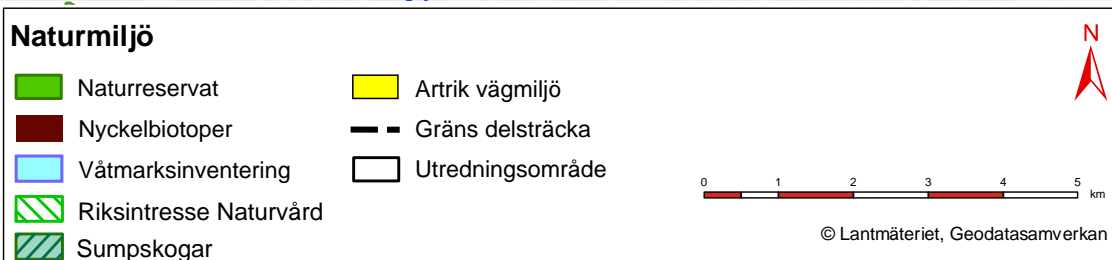 Naturmiljö
Naturreservat
Nyckelbiotoper
Våtmarksinventering
Riksintresse Naturvård
Sumpskogar
Artrik vägmiljö
Gräns delsträcka
Utredningsområde
N
0 1 2 3 4 5
km
© Lantmäteriet, Geodatasamverkan